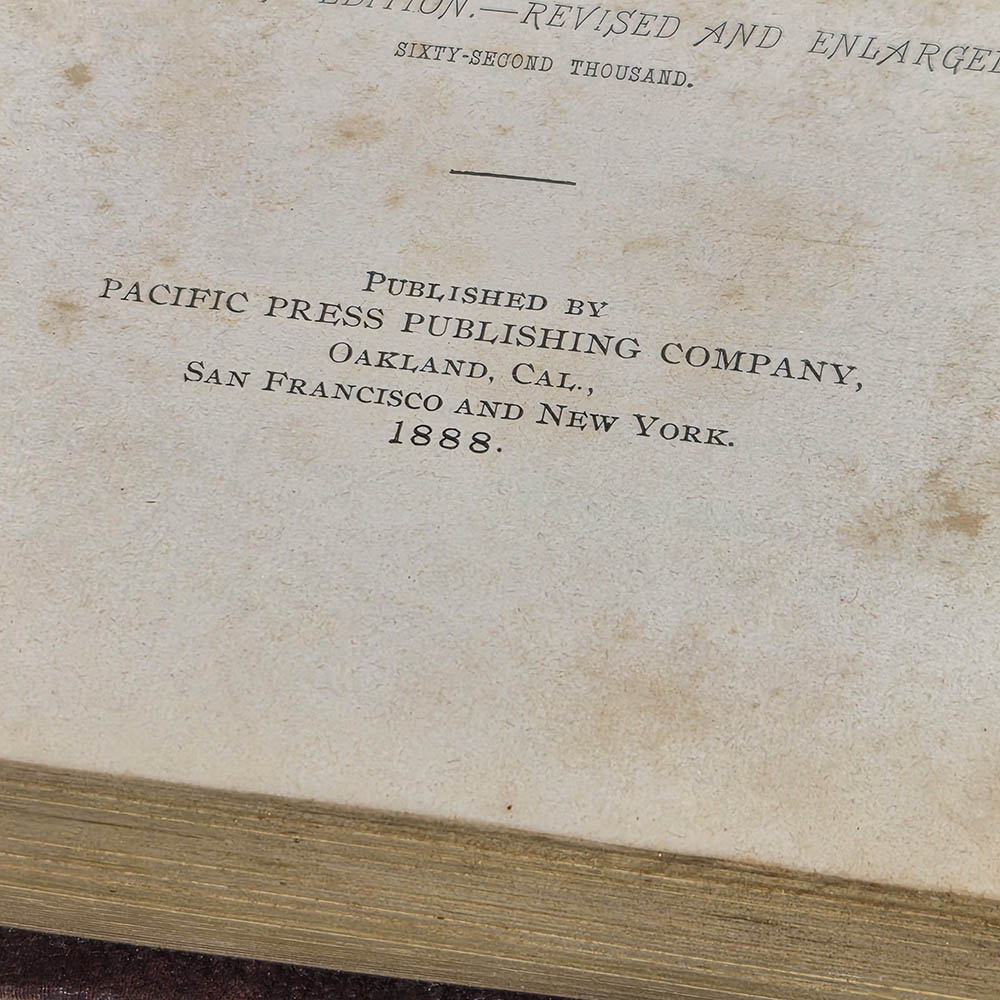 EDITION.—REVISED AND ENLARGED
SIXTY-SECOND THOUSAND.
PUBLISHED BY
PACIFIC PRESS PUBLISHING COMPANY,
OAKLAND, CAL.,
SAN FRANCISCO AND NEW YORK.
1888.